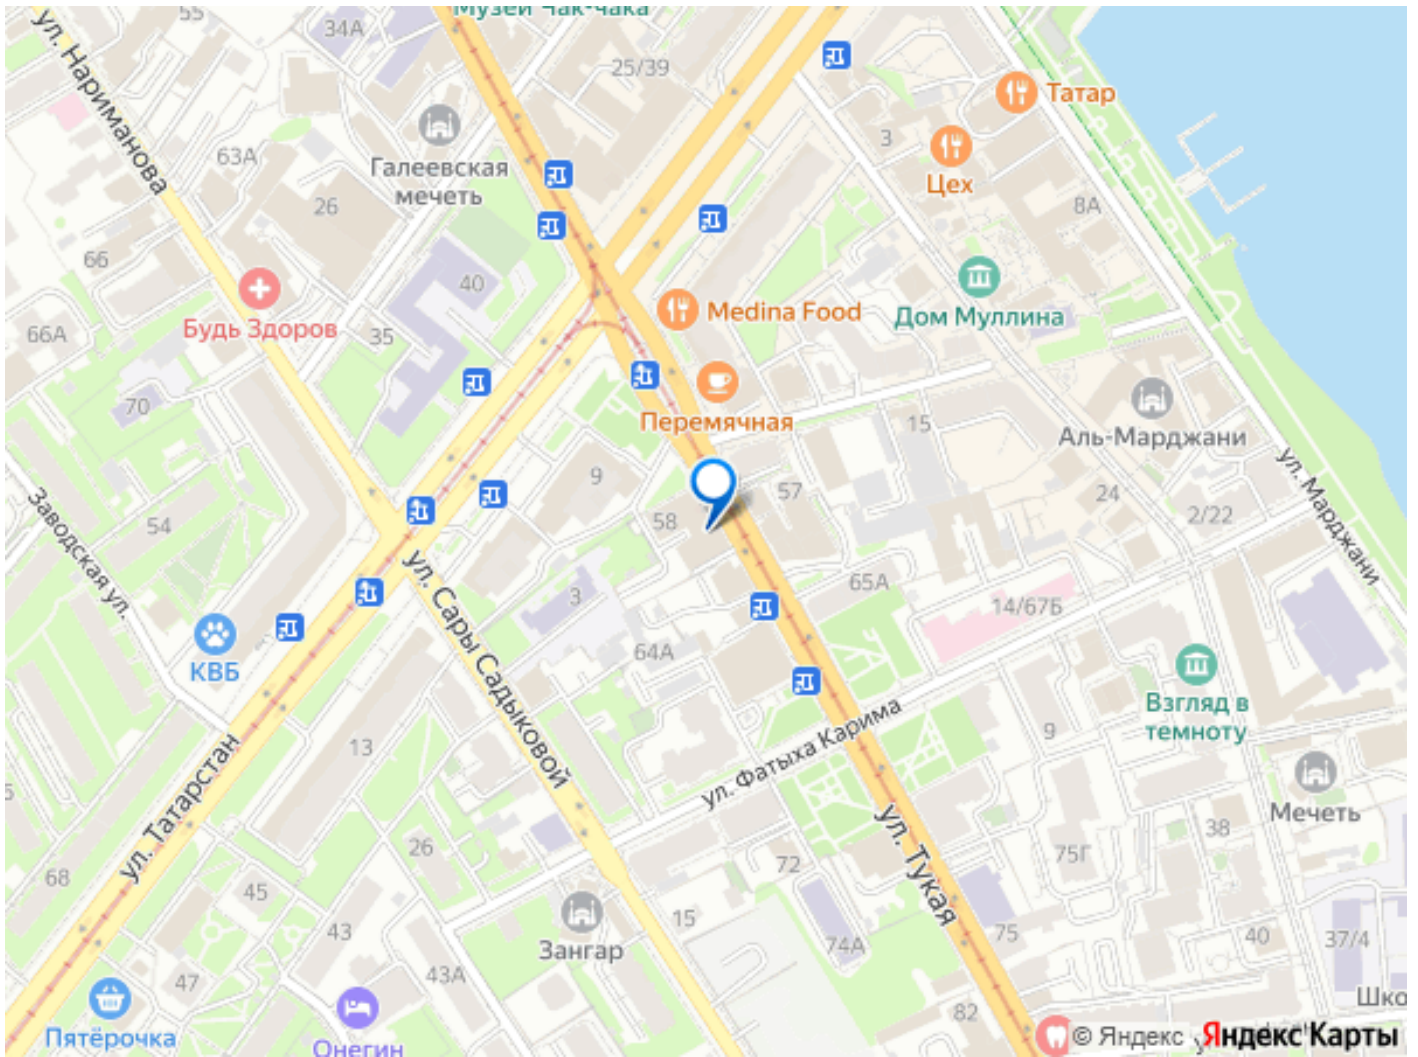 Музей Чак-чака
55
34А
25/39
ул. Нариманова
Татар
3
63А
Галеевская
мечеть
Цех
26
8А
66
40
Будь Здоров
Medina Food
Дом Муллина
66А
35
70
Перемячная
15
Аль-Марджани
ул. Марджани
9
57
24
58
2/22
54
Заводская ул.
ул. Сары Садыковой
3
65А
14/67Б
КВБ
64А
Взгляд в
темноту
13
ул. Фатыха Карима
9
ул. Татарстан
Мечеть
ул. Тукая
38
26
75Г
72
68
45
15
43
Зангар
74А
75
40
37/4
43А
47
Шко
Пятёрочка
Онегин
82
© Яндекс
Яндекс Карты